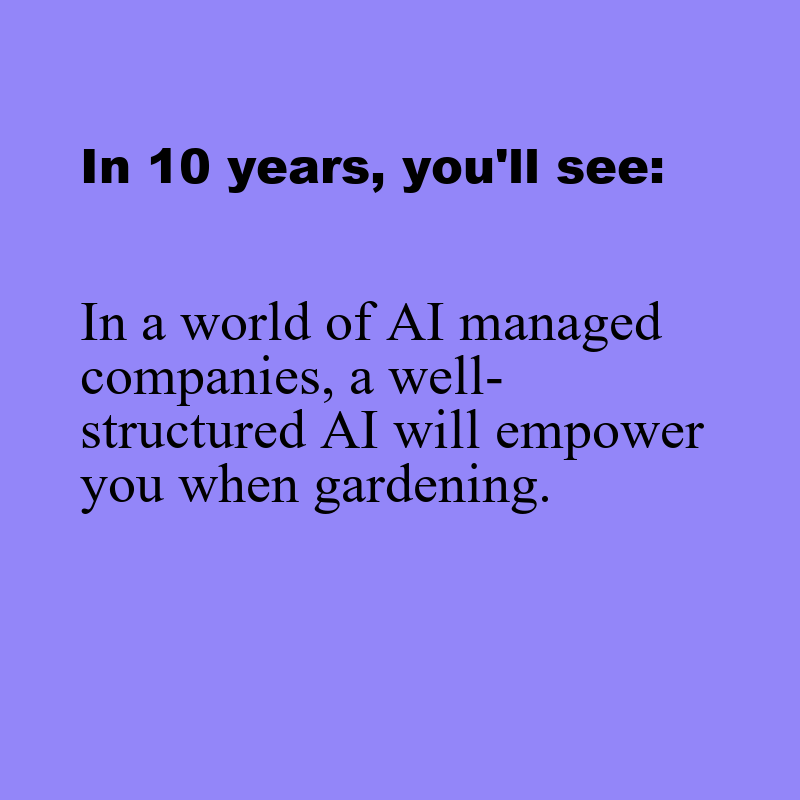 In 10 years, you'll see:
In a world of AI managed
companies, a well-
structured AI will empower
you when gardening.